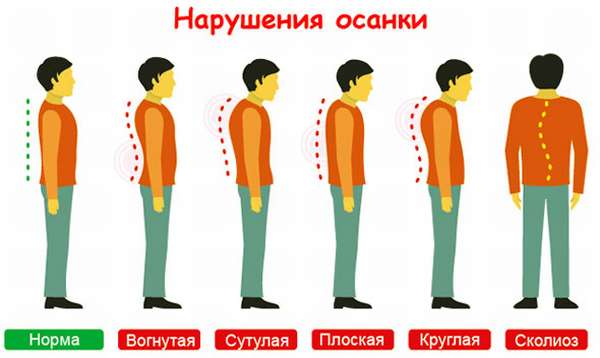 Нарушения осанки
Норма
Вогнутая
Сутулая
Плоская
Круглая
Сколиоз